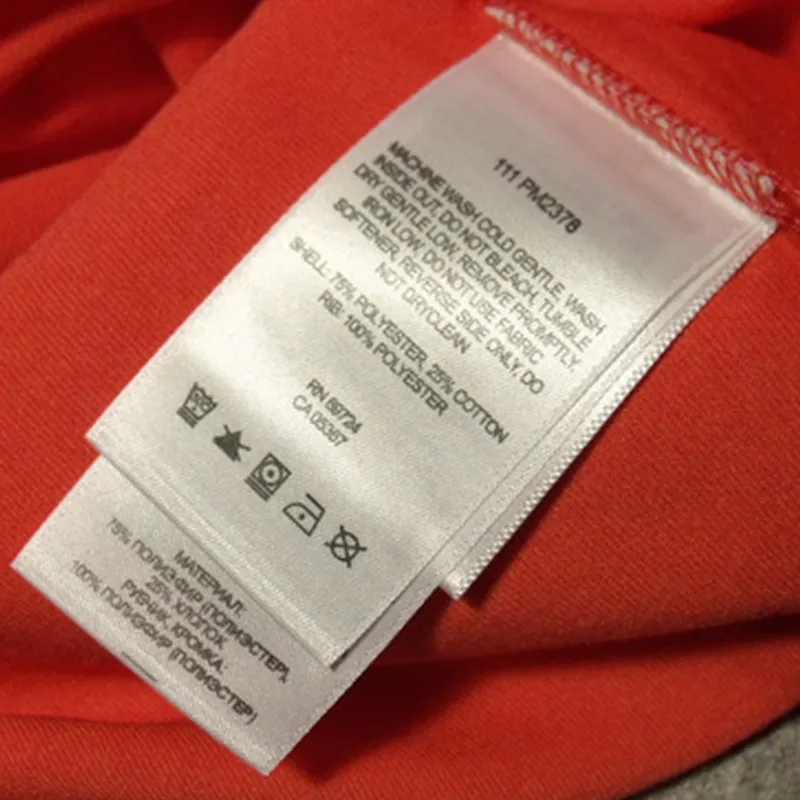 111 PM2378
MACHINE WASH COLD GENTLE, WASH
INSIDE OUT, DO NOT BLEACH, TUMBLE
DRY GENTLE LOW, REMOVE PROMPTLY,
IRON LOW, DO NOT USE FABRIC
SOFTENER, REVERSE SIDE ONLY, DO
NOT DRYCLEAN
SHELL: 75% POLYESTER, 25% COTTON
RIB: 100% POLYESTER
RN 69724
CA 05367
МАТЕРИАЛ:
75% ПОЛИЭФИР (ПОЛИЭСТЕР),
25% ХЛОПОК
РУБЧИК КРОМКА:
100% ПОЛИЭФИР (ПОЛИЭСТЕР)